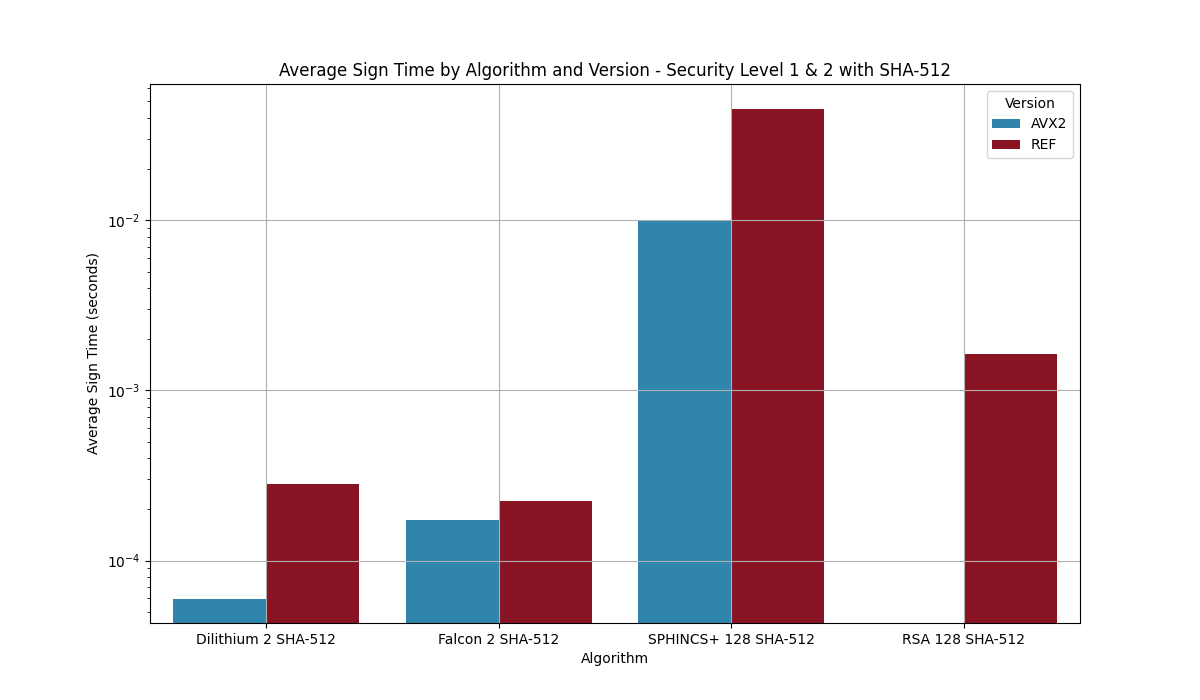 Average Sign Time by Algorithm and Version - Security Level 1 & 2 with SHA-512
Version
AVX2
REF
Average Sign Time (seconds)
10⁻²
10⁻³
10⁻⁴
Dilithium 2 SHA-512
Falcon 2 SHA-512
SPHINCS+ 128 SHA-512
RSA 128 SHA-512
Algorithm